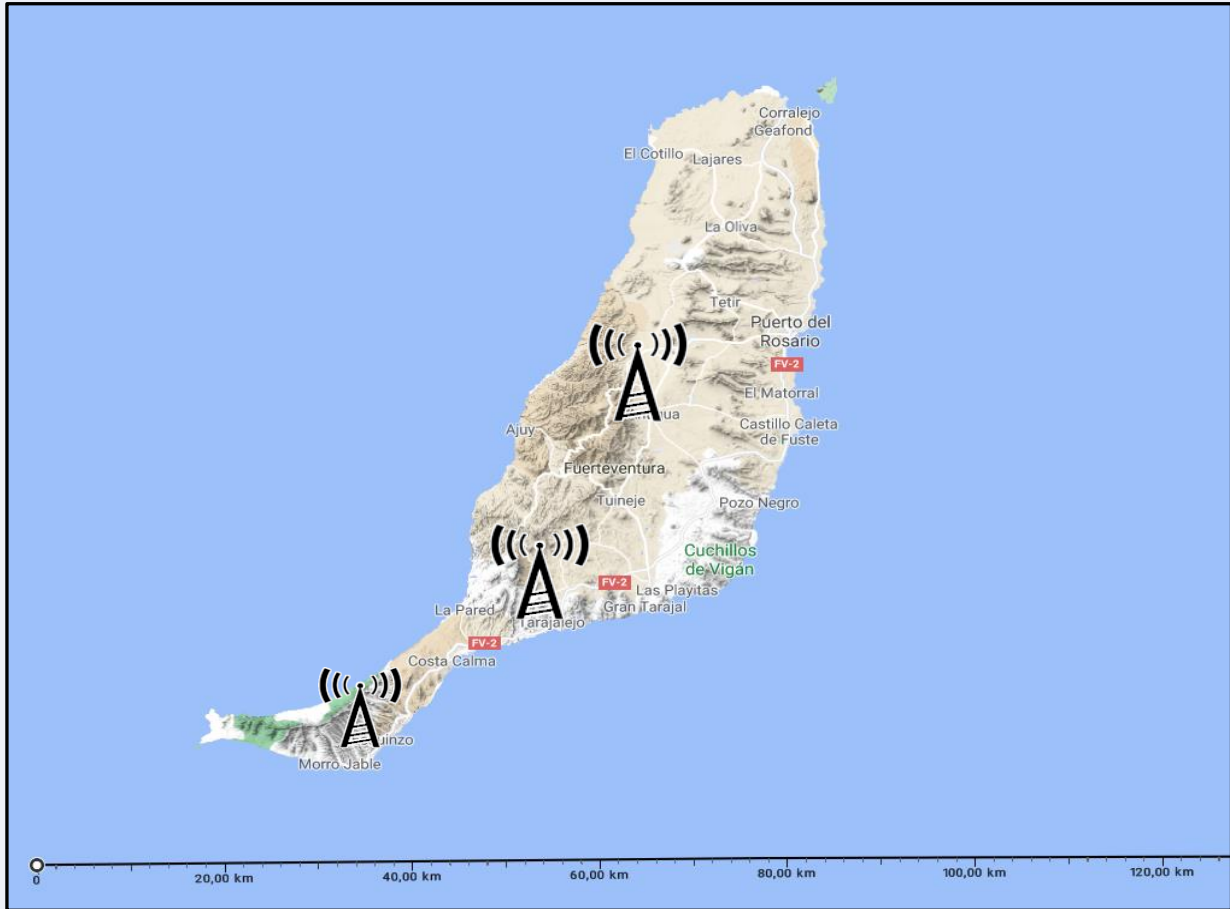 Corralejo
Geafond
El Cotillo
Lajares
La Oliva
Tetir
Puerto del
Rosario
FV-2
El Matorral
Castillo Caleta
de Fuste
Ajuy
Fuerteventura
Tuineje
Pozo Negro
Cuchillos
de Vigán
FV-2
Las Playitas
Gran Tarajal
La Pared
Tarajalejo
FV-2
Costa Calma
Morro Jable
0
20,00 km
40,00 km
60,00 km
80,00 km
100,00 km
120,00 km